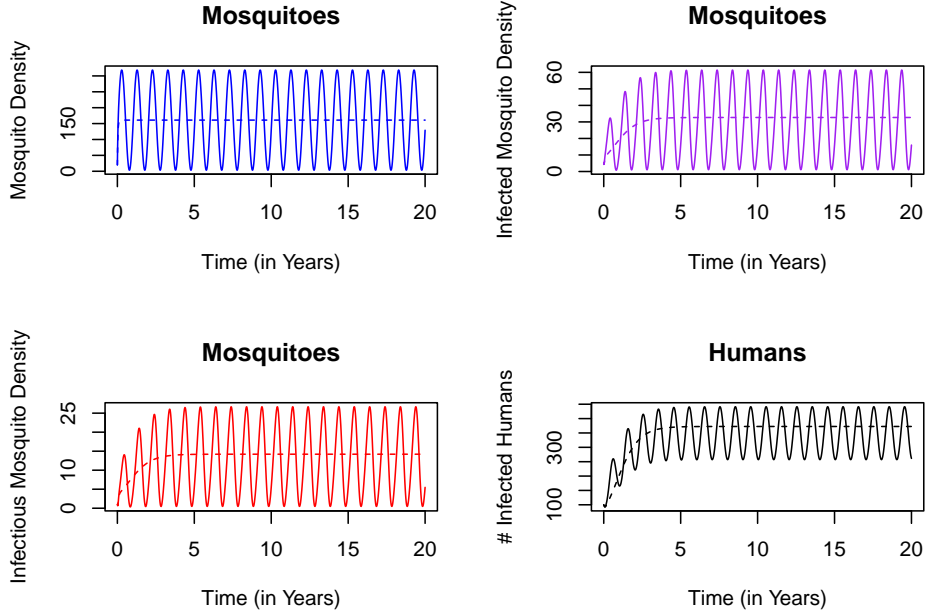 Mosquitoes
Mosquito Density
150
0
0 5 10 15 20
Time (in Years)
Mosquitoes
Infected Mosquito Density
60
30
0
0 5 10 15 20
Time (in Years)
Mosquitoes
Infectious Mosquito Density
25
10
0
0 5 10 15 20
Time (in Years)
Humans
# Infected Humans
300
100
0 5 10 15 20
Time (in Years)